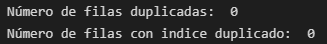 Número de filas duplicadas:  0
Número de filas con indice duplicado:  0